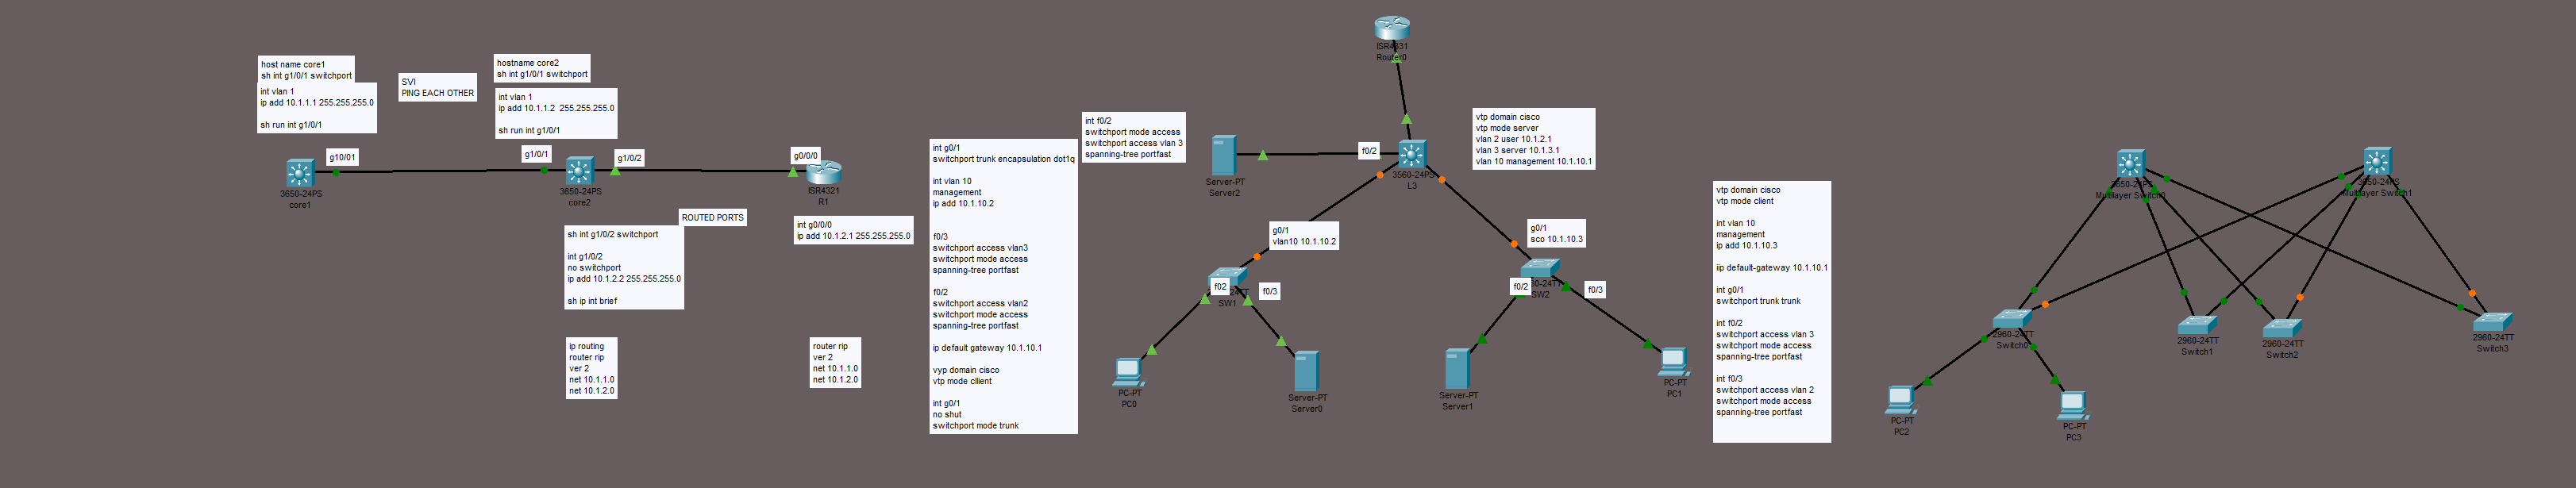 host name core1
sh int g1/0/1 switchport
int vlan 1
ip add 10.1.1.1 255.255.255.0
sh run int g1/0/1
SVI
PING EACH OTHER
hostname core2
sh int g1/0/1 switchport
int vlan 1
ip add 10.1.1.2 255.255.255.0
sh run int g1/0/1
g10/01
g1/0/1
g1/0/2
g0/0/0
3650-24PS
core1
3650-24PS
core2
ISR4321
R1
ROUTED PORTS
sh int g1/0/2 switchport
int g1/0/2
no switchport
ip add 10.1.2.2 255.255.255.0
sh ip int brief
int g0/0/0
ip add 10.1.2.1 255.255.255.0
ip routing
router rip
ver 2
net 10.1.1.0
net 10.1.2.0
router rip
ver 2
net 10.1.1.0
net 10.1.2.0
int g0/1
switchport trunk encapsulation dot1q
int vlan 10
management
ip add 10.1.10.2
f0/3
switchport access vlan3
switchport mode access
spanning-tree portfast
f0/2
switchport access vlan2
switchport mode access
spanning-tree portfast
ip default gateway 10.1.10.1
vyp domain cisco
vtp mode cllient
int g0/1
no shut
switchport mode trunk
int f0/2
switchport mode access
switchport access vlan 3
spanning-tree portfast
ISR4331
Router0
Server-PT
Server2
f0/2
3560-24PS
L3
vtp domain cisco
vtp mode server
vlan 2 user 10.1.2.1
vlan 3 server 10.1.3.1
vlan 10 management 10.1.10.1
g0/1
vlan10 10.1.10.2
g0/1
sco 10.1.10.3
f02
f0/3
SW1
f0/2
f0/3
SW2
PC-PT
PC0
Server-PT
Server0
Server-PT
Server1
PC-PT
PC1
vtp domain cisco
vtp mode client
int vlan 10
management
ip add 10.1.10.3
iip default-gateway 10.1.10.1
int g0/1
switchport trunk trunk
int f0/2
switchport access vlan 3
switchport mode access
spanning-tree portfast
int f0/3
switchport access vlan 2
switchport mode access
spanning-tree portfast
3650-24PS
Multilayer Switch0
3650-24PS
Multilayer Switch1
2960-24TT
Switch0
2960-24TT
Switch1
2960-24TT
Switch2
2960-24TT
Switch3
PC-PT
PC2
PC-PT
PC3